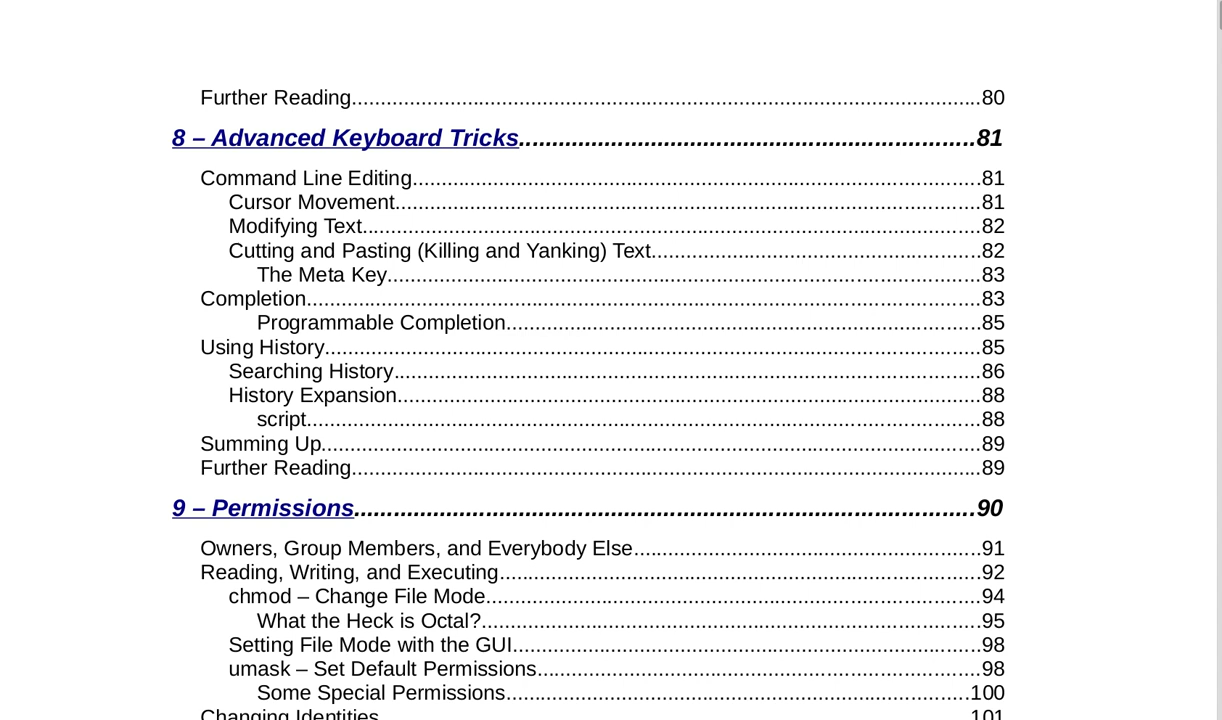 Further Reading..............................................................................................................80
8 – Advanced Keyboard Tricks.....................................................................81
Command Line Editing...................................................................................................81
Cursor Movement......................................................................................................81
Modifying Text...........................................................................................................82
Cutting and Pasting (Killing and Yanking) Text.........................................................82
The Meta Key.......................................................................................................83
Completion.....................................................................................................................83
Programmable Completion..................................................................................85
Using History..................................................................................................................85
Searching History......................................................................................................86
History Expansion.....................................................................................................88
script.....................................................................................................................88
Summing Up..................................................................................................................89
Further Reading.............................................................................................................89
9 – Permissions..............................................................................................90
Owners, Group Members, and Everybody Else............................................................91
Reading, Writing, and Executing...................................................................................92
chmod – Change File Mode......................................................................................94
What the Heck is Octal?......................................................................................95
Setting File Mode with the GUI.................................................................................98
umask – Set Default Permissions.............................................................................98
Some Special Permissions.................................................................................100
Changing Identities......................................................................................................101